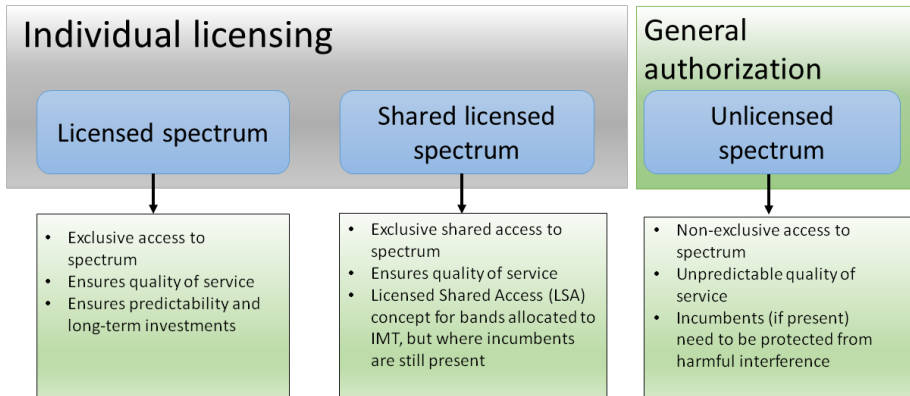 Individual licensing
General
authorization
Licensed spectrum
Shared licensed
spectrum
Unlicensed
spectrum
• Exclusive access to
spectrum
• Ensures quality of service
• Ensures predictability and
long-term investments
• Exclusive shared access to
spectrum
• Ensures quality of service
• Licensed Shared Access (LSA)
concept for bands allocated to
IMT, but where incumbents
are still present
• Non-exclusive access to
spectrum
• Unpredictable quality of
service
• Incumbents (if present)
need to be protected from
harmful interference